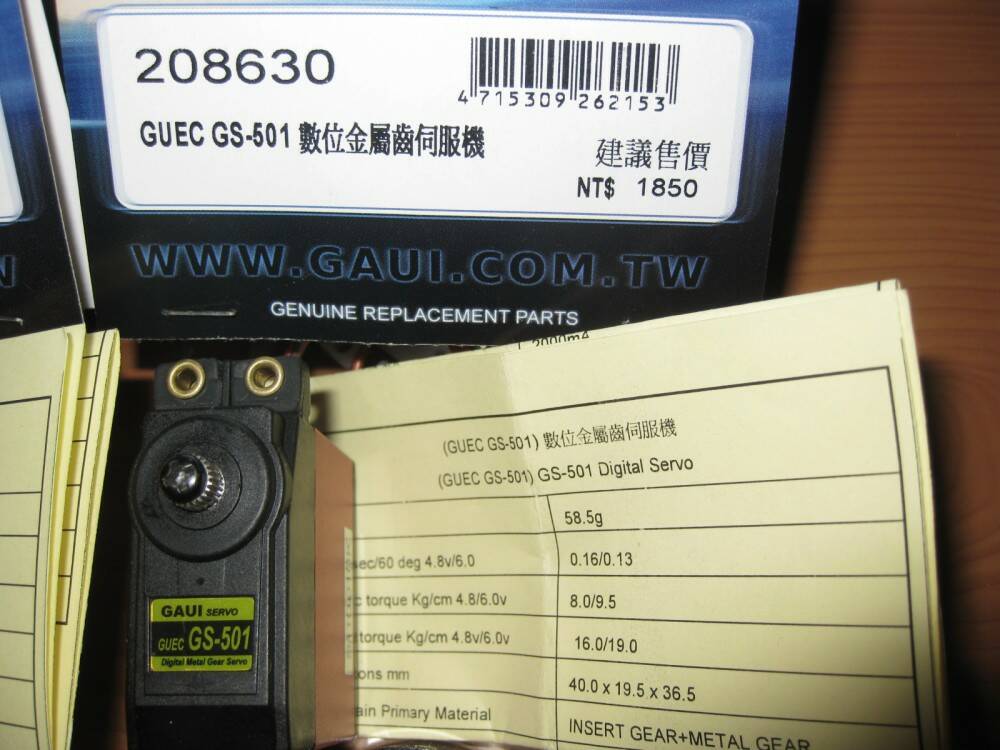 208630
4 715309 262153
GUEC GS-501 數位金屬齒伺服機
建議售價
NT$ 1850
WWW.GAUI.COM.TW
GENUINE REPLACEMENT PARTS
2000mA
(GUEC GS-501) 數位金屬齒伺服機
(GUEC GS-501) GS-501 Digital Servo
58.5g
sec/60 deg 4.8v/6.0 0.16/0.13
torque Kg/cm 4.8/6.0v 8.0/9.5
torque Kg/cm 4.8v/6.0v 16.0/19.0
mm 40.0 x 19.5 x 36.5
Primary Material INSERT GEAR+METAL GEAR
GAUI SERVO
GUEC GS-501
Digital Metal Gear Servo